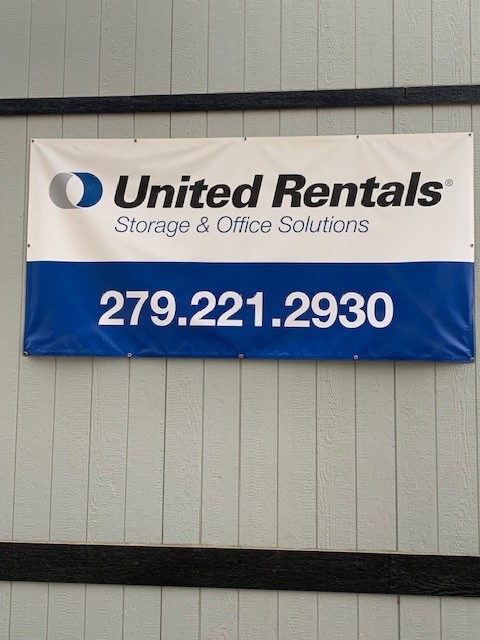 United Rentals®
Storage & Office Solutions
279.221.2930